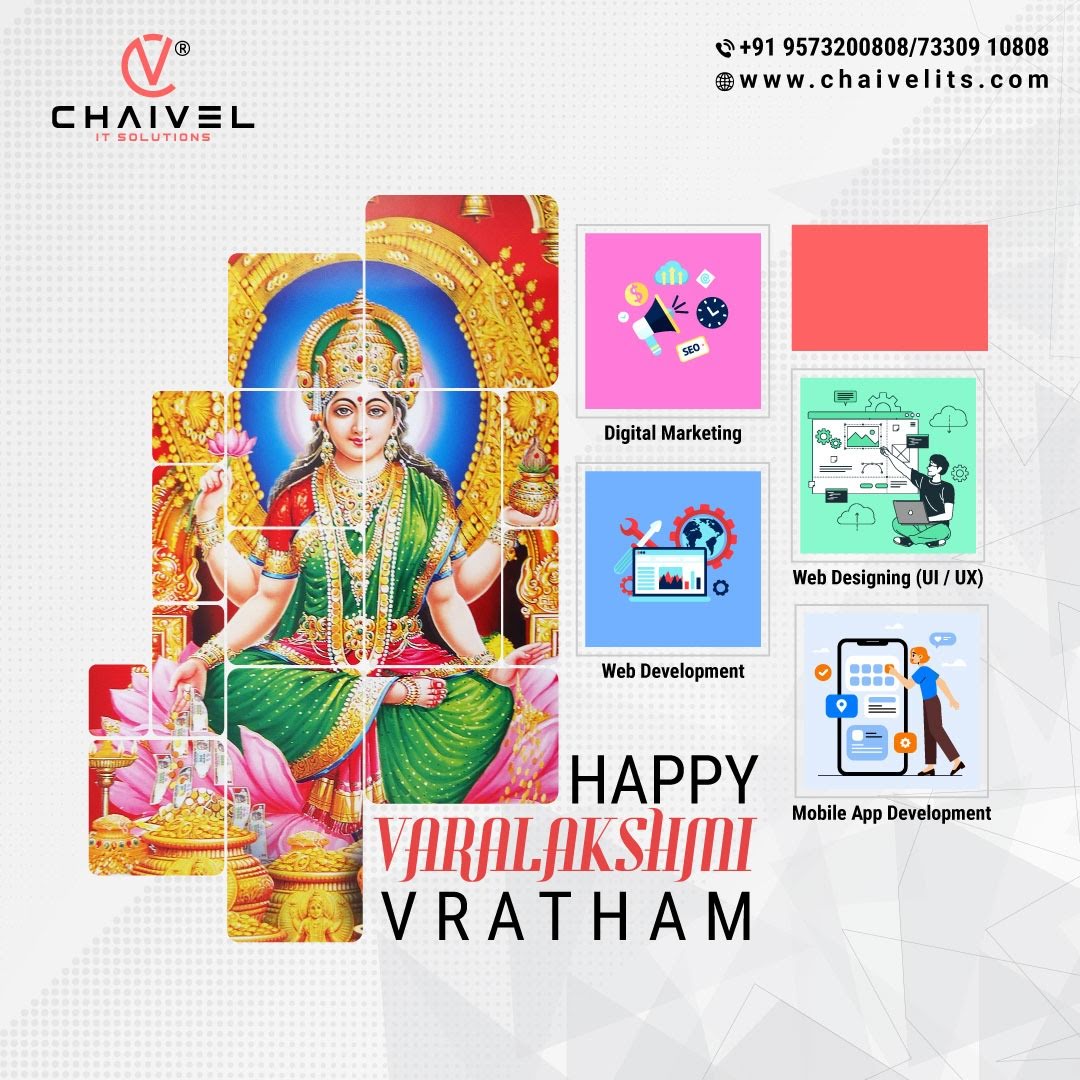 ®
CHAIVEL
IT SOLUTIONS
+91 9573200808/73309 10808
www.chaivelits.com
SEO
Digital Marketing
Web Development
Web Designing (UI / UX)
Mobile App Development
HAPPY
VARALAKSHMI
VRATHAM